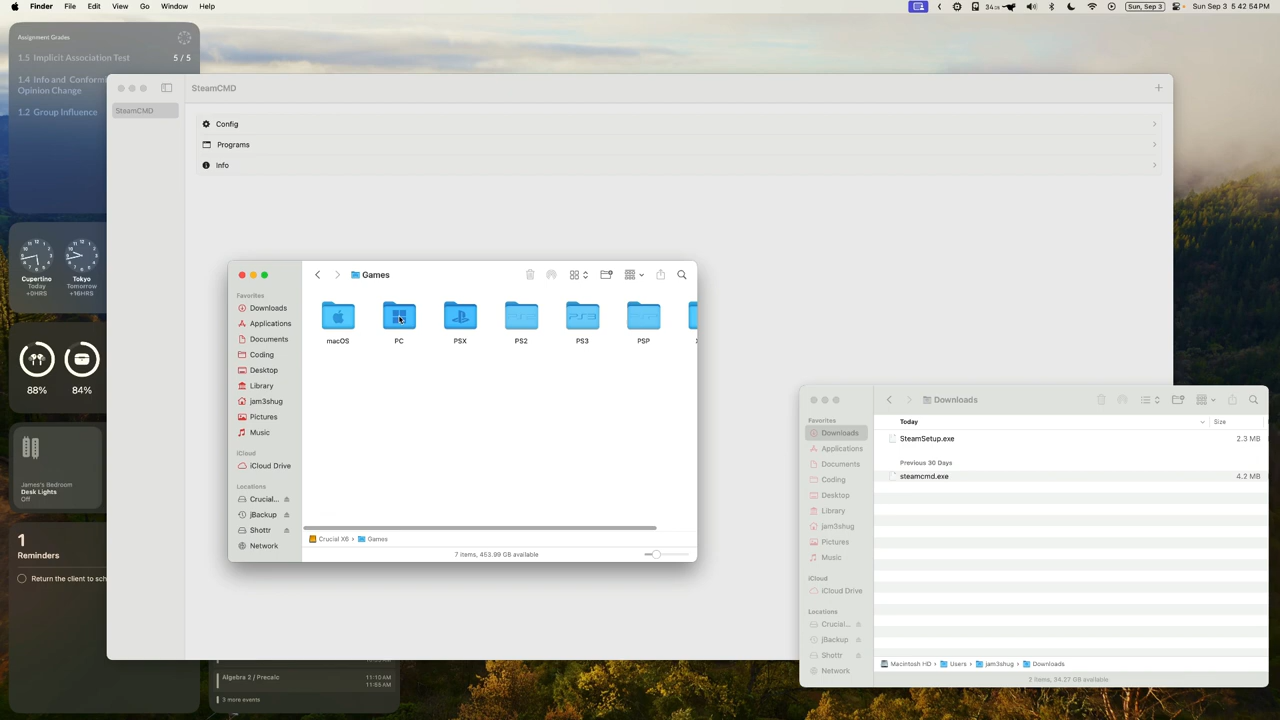 Finder File Edit View Go Window Help
Sun, Sep 3 Sun Sep 3 5 42 54 PM
Assignment Grades
1.5 Implicit Association Test 5 / 5
1.4 Info and Conform
Opinion Change
1.2 Group Influence
Cupertino
Today
+0HRS
Tokyo
Tomorrow
+16HRS
88% 84%
James's Bedroom
Desk Lights
Off
1
Reminders
Return the client to sch
Algebra 2 / Precalc 11:10 AM
11:55 AM
3 more events
SteamCMD
SteamCMD
Config
Programs
Info
Games
Favorites
Downloads
Applications
Documents
Coding
Desktop
Library
jam3shug
Pictures
Music
iCloud
iCloud Drive
Locations
Crucial...
jBackup
Shottr
Network
macOS PC PSX PS2 PS3 PSP
Crucial X6 › Games
7 items, 453.99 GB available
Downloads
Favorites
Downloads
Applications
Documents
Coding
Desktop
Library
jam3shug
Pictures
Music
iCloud
iCloud Drive
Locations
Crucial...
jBackup
Shottr
Network
Today Size
SteamSetup.exe 2.3 MB
Previous 30 Days
steamcmd.exe 4.2 MB
Macintosh HD › Users › jam3shug › Downloads
2 items, 34.27 GB available